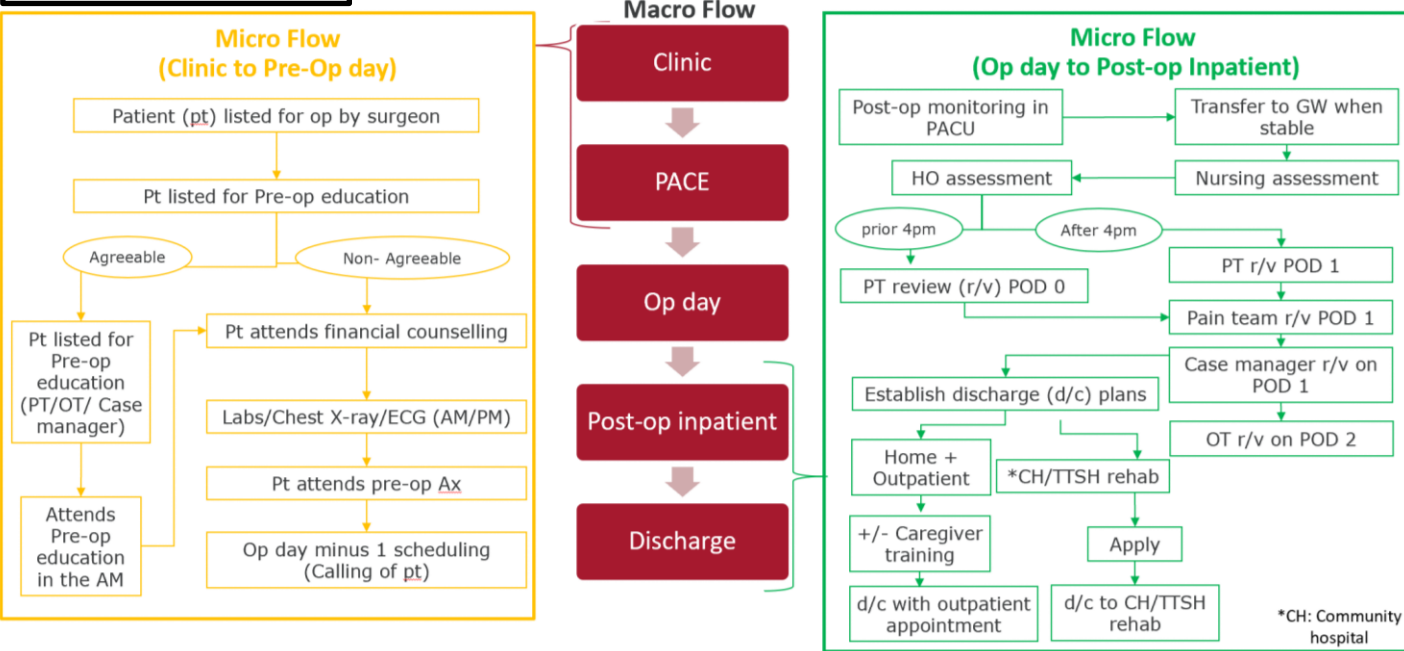 Micro Flow
(Clinic to Pre-Op day)
Patient (pt) listed for op by surgeon
Pt listed for Pre-op education
Agreeable
Non- Agreeable
Pt listed for
Pre-op
education
(PT/OT/ Case
manager)
Attends
Pre-op
education
in the AM
Pt attends financial counselling
Labs/Chest X-ray/ECG (AM/PM)
Pt attends pre-op Ax
Op day minus 1 scheduling
(Calling of pt)
Macro Flow
Clinic
PACE
Op day
Post-op inpatient
Discharge
Micro Flow
(Op day to Post-op Inpatient)
Post-op monitoring in
PACU
Transfer to GW when
stable
HO assessment
Nursing assessment
prior 4pm
After 4pm
PT review (r/v) POD 0
PT r/v POD 1
Pain team r/v POD 1
Case manager r/v on
POD 1
OT r/v on POD 2
Establish discharge (d/c) plans
Home +
Outpatient
+/- Caregiver
training
d/c with outpatient
appointment
*CH/TTSH rehab
Apply
d/c to CH/TTSH
rehab
*CH: Community
hospital